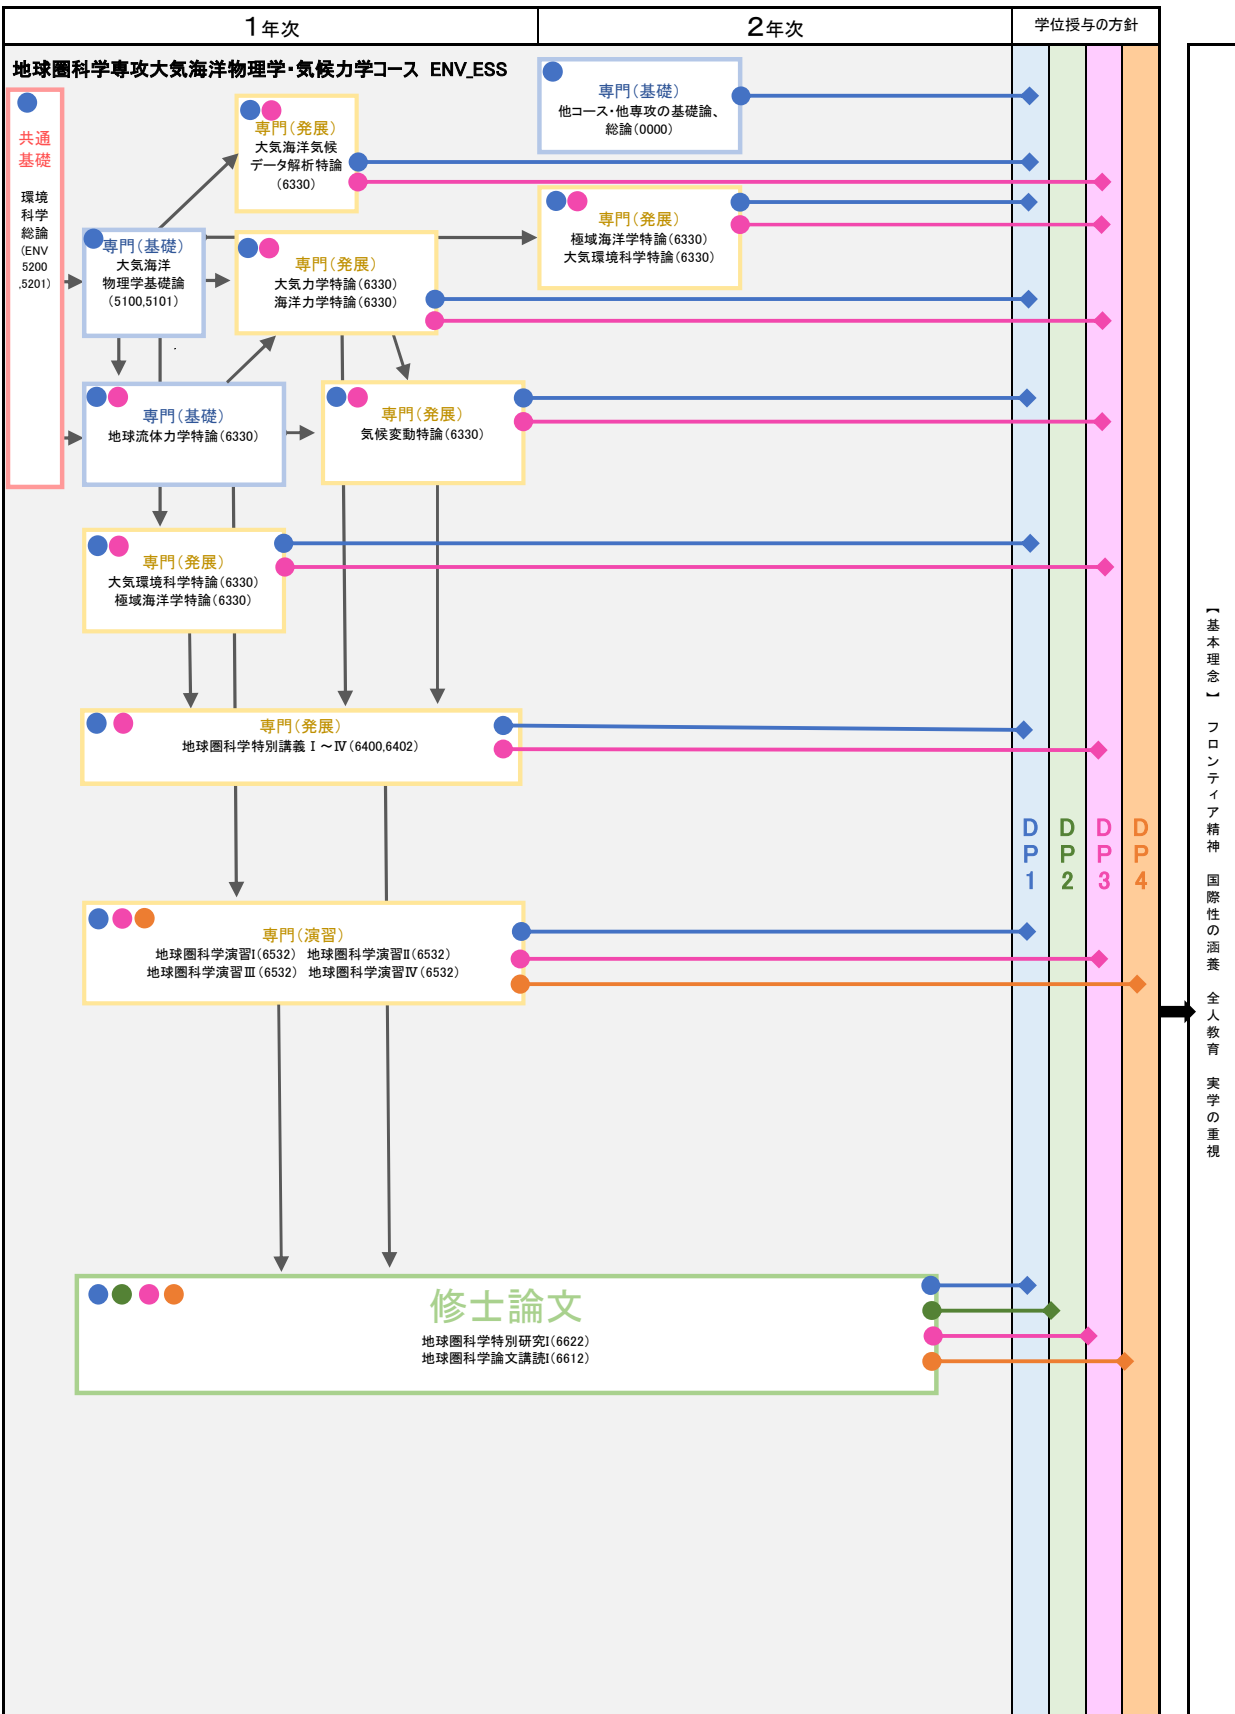 1年次
2年次
学位授与の方針
地球圏科学専攻大気海洋物理学・気候力学コース ENV_ESS
共通
基礎
環境
科学
総論
(ENV
5200
,5201)
専門(基礎)
大気海洋
物理学基礎論
(5100,5101)
専門(発展)
大気海洋気候
データ解析特論
(6330)
専門(基礎)
他コース・他専攻の基礎論、
総論(0000)
専門(発展)
極域海洋学特論(6330)
大気環境科学特論(6330)
専門(発展)
大気力学特論(6330)
海洋力学特論(6330)
専門(基礎)
地球流体力学特論(6330)
専門(発展)
気候変動特論(6330)
専門(発展)
大気環境科学特論(6330)
極域海洋学特論(6330)
専門(発展)
地球圏科学特別講義Ⅰ～Ⅳ(6400,6402)
専門(演習)
地球圏科学演習I(6532) 地球圏科学演習II(6532)
地球圏科学演習Ⅲ(6532) 地球圏科学演習Ⅳ(6532)
修士論文
地球圏科学特別研究I(6622)
地球圏科学論文講読I(6612)
DP1
DP2
DP3
DP4
【基本理念】 フロンティア精神 国際性の涵養 全人教育 実学の重視